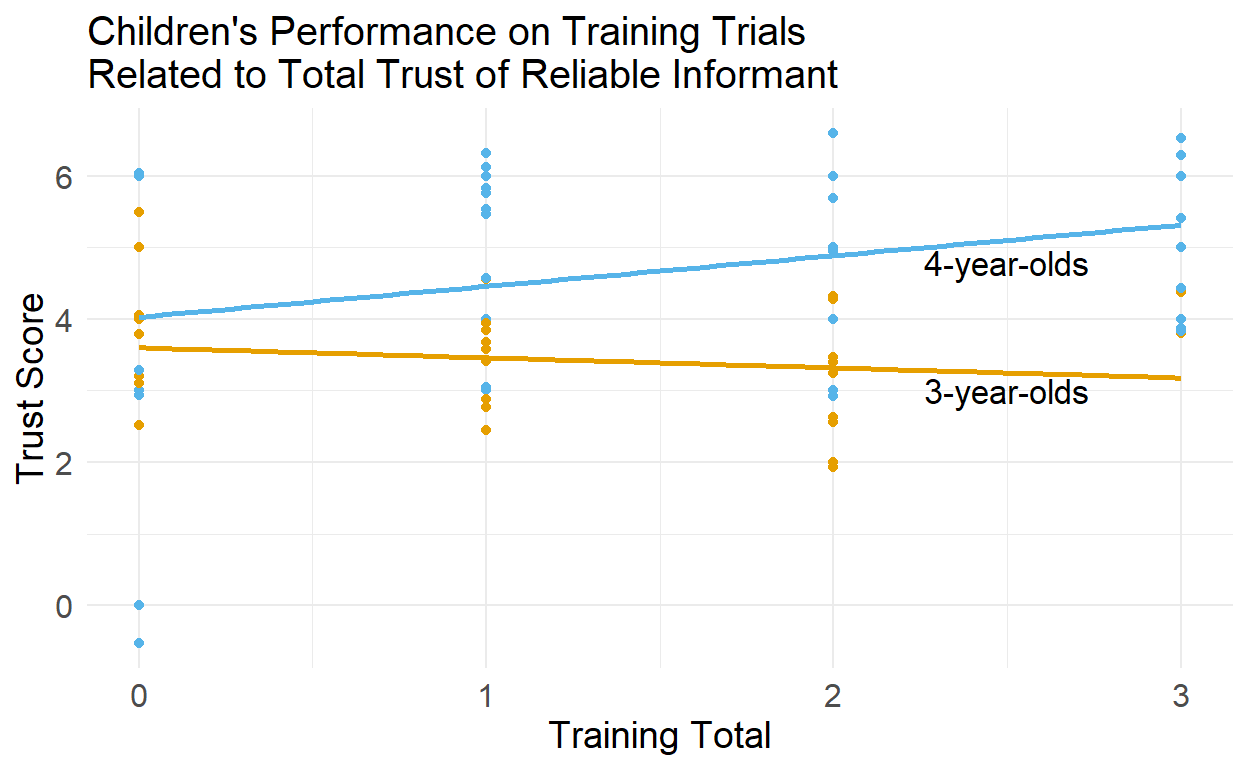 Children's Performance on Training Trials
Related to Total Trust of Reliable Informant
Trust Score
6
4
2
0
4-year-olds
3-year-olds
0 1 2 3
Training Total